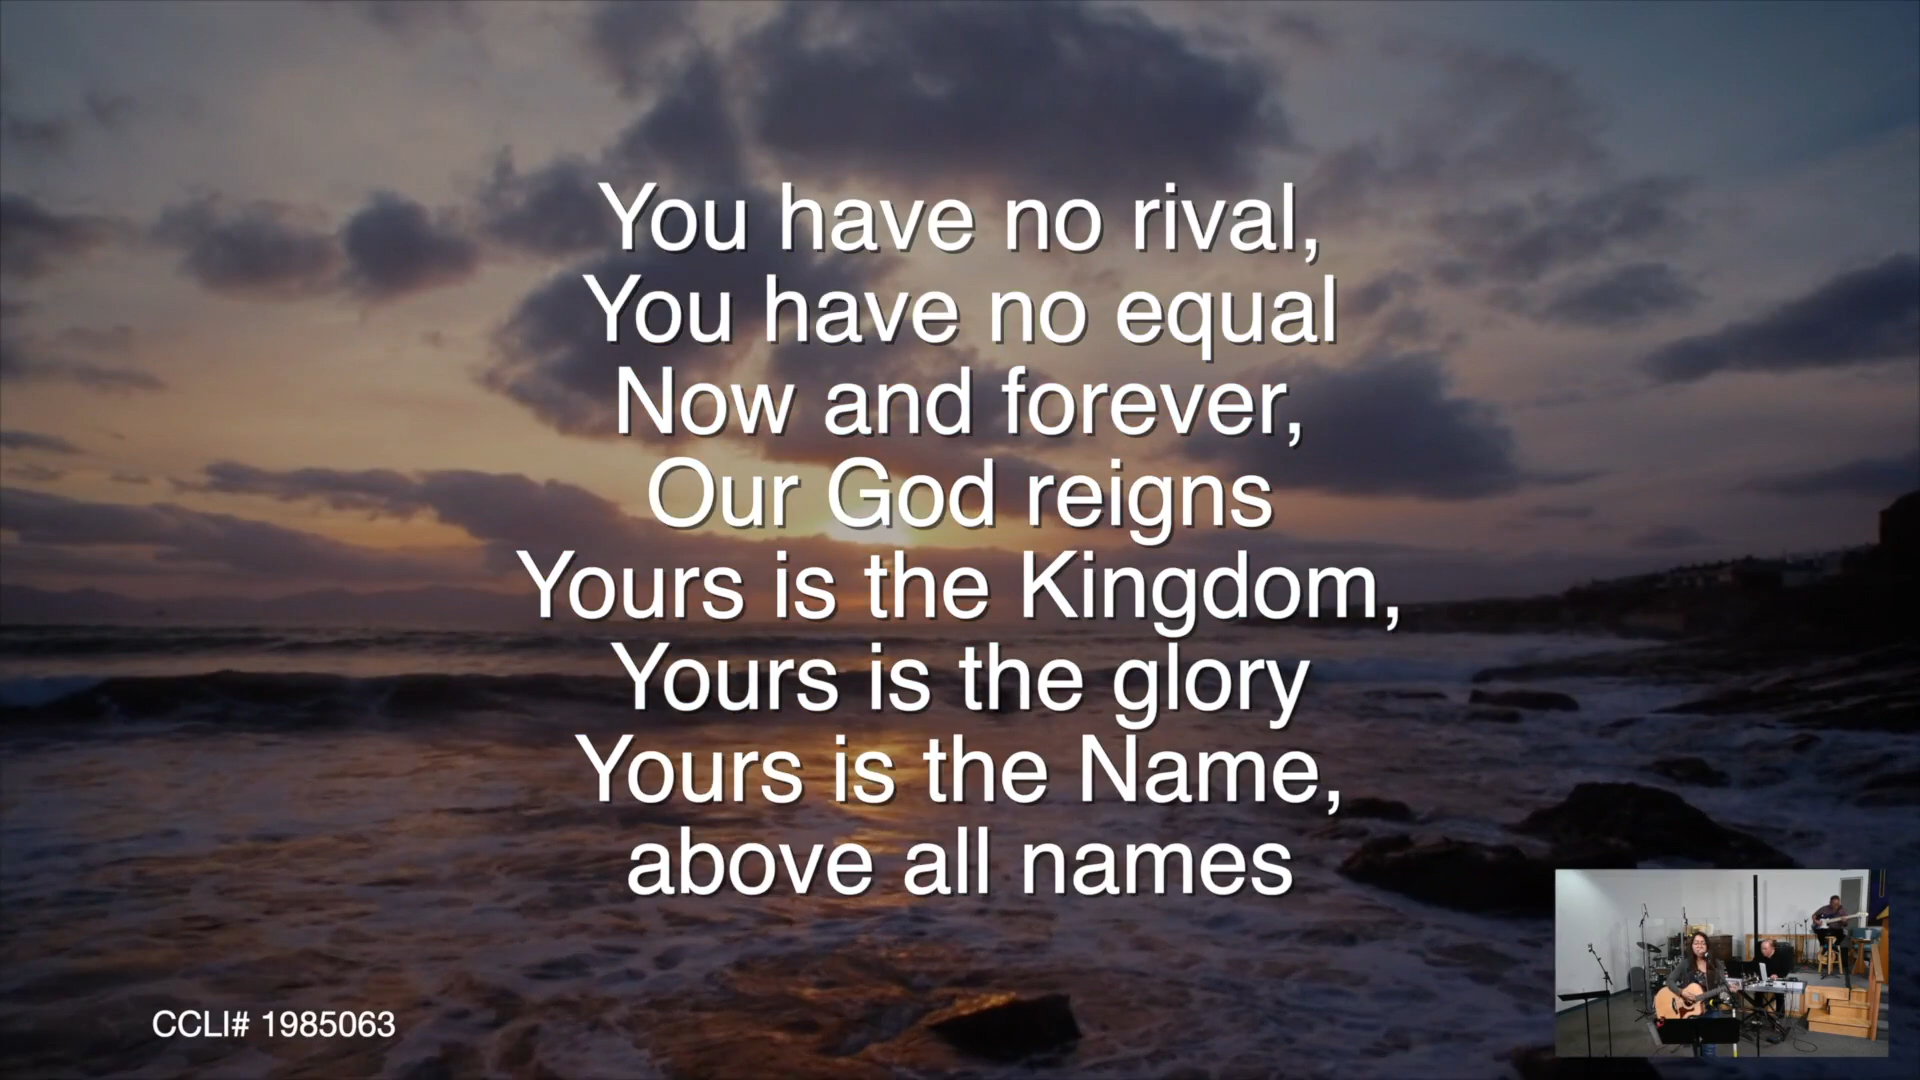 You have no rival,
You have no equal
Now and forever,
Our God reigns
Yours is the Kingdom,
Yours is the glory
Yours is the Name,
above all names
CCLI# 1985063